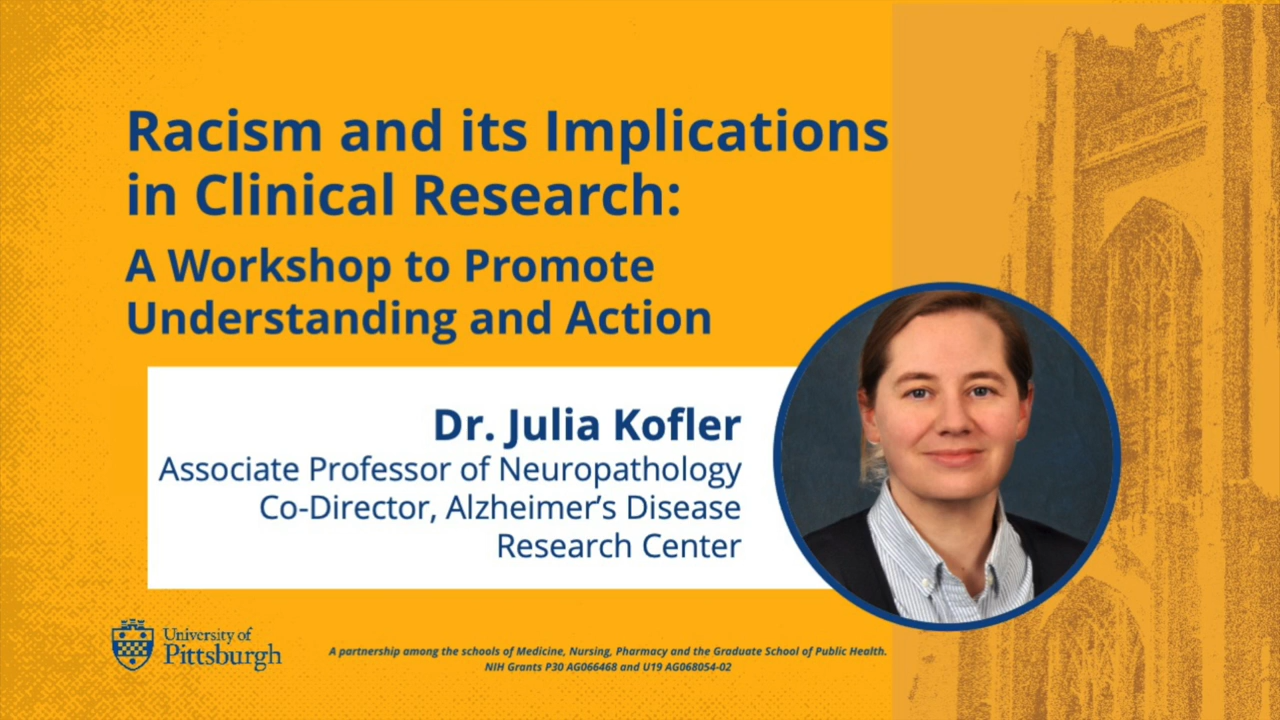 Racism and its Implications
in Clinical Research:
A Workshop to Promote
Understanding and Action
Dr. Julia Kofler
Associate Professor of Neuropathology
Co-Director, Alzheimer’s Disease
Research Center
University of
Pittsburgh
A partnership among the schools of Medicine, Nursing, Pharmacy and the Graduate School of Public Health.
NIH Grants P30 AG066468 and U19 AG068054-02